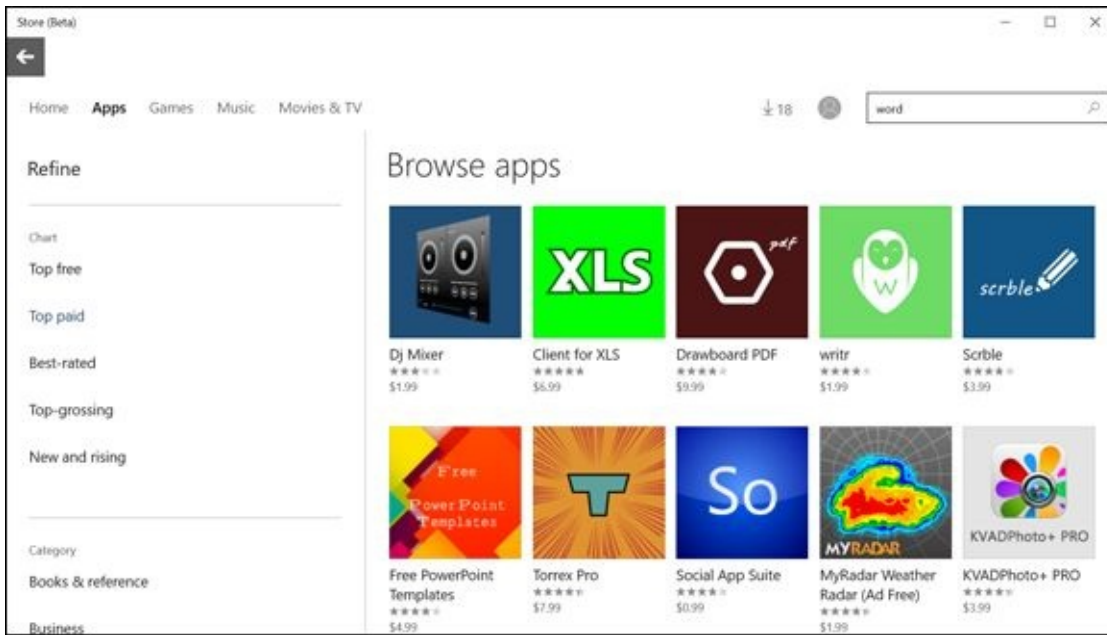 Store (Beta)
Home Apps Games Music Movies & TV 18 word
Refine
Chart
Top free
Top paid
Best-rated
Top-grossing
New and rising
Category
Books & reference
Business
Browse apps
XLS
pdf
W
scrble
Dj Mixer
$1.99
Client for XLS
$6.99
Drawboard PDF
$9.99
writr
$1.99
Scrble
$3.99
Free
PowerPoint
Templates
T
So
MYRADAR
KVADPhoto+ PRO
Free PowerPoint
Templates
$4.99
Torrex Pro
$7.99
Social App Suite
$0.99
MyRadar Weather
Radar (Ad Free)
$1.99
KVADPhoto+ PRO
$3.99